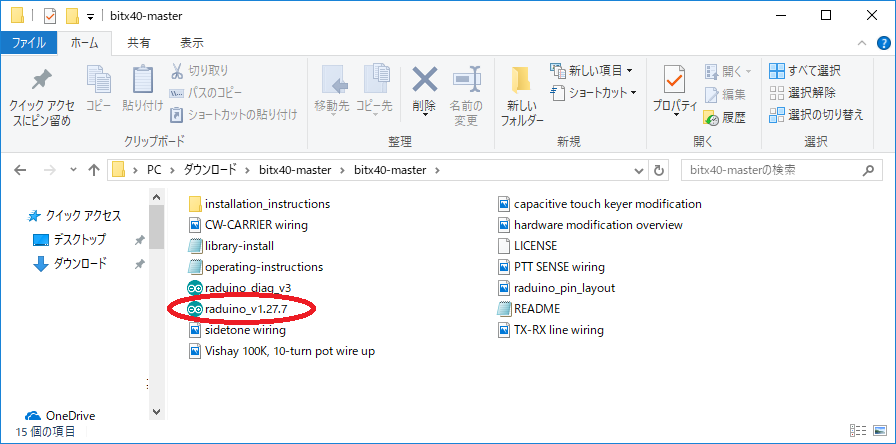 bitx40-master
ファイル ホーム 共有 表示
クイック アクセスにピン留め
コピー
貼り付け
切り取り
パスのコピー
ショートカットの貼り付け
クリップボード
移動先
コピー先
削除
名前の変更
整理
新しいフォルダー
新しい項目
ショートカット
新規
プロパティ
開く
編集
履歴
開く
すべて選択
選択解除
選択の切り替え
選択
PC ダウンロード bitx40-master bitx40-master
bitx40-masterの検索
クイック アクセス
デスクトップ
ダウンロード
OneDrive
installation_instructions
CW-CARRIER wiring
library-install
operating-instructions
raduino_diag_v3
raduino_v1.27.7
sidetone wiring
Vishay 100K, 10-turn pot wire up
capacitive touch keyer modification
hardware modification overview
LICENSE
PTT SENSE wiring
raduino_pin_layout
README
TX-RX line wiring
15 個の項目